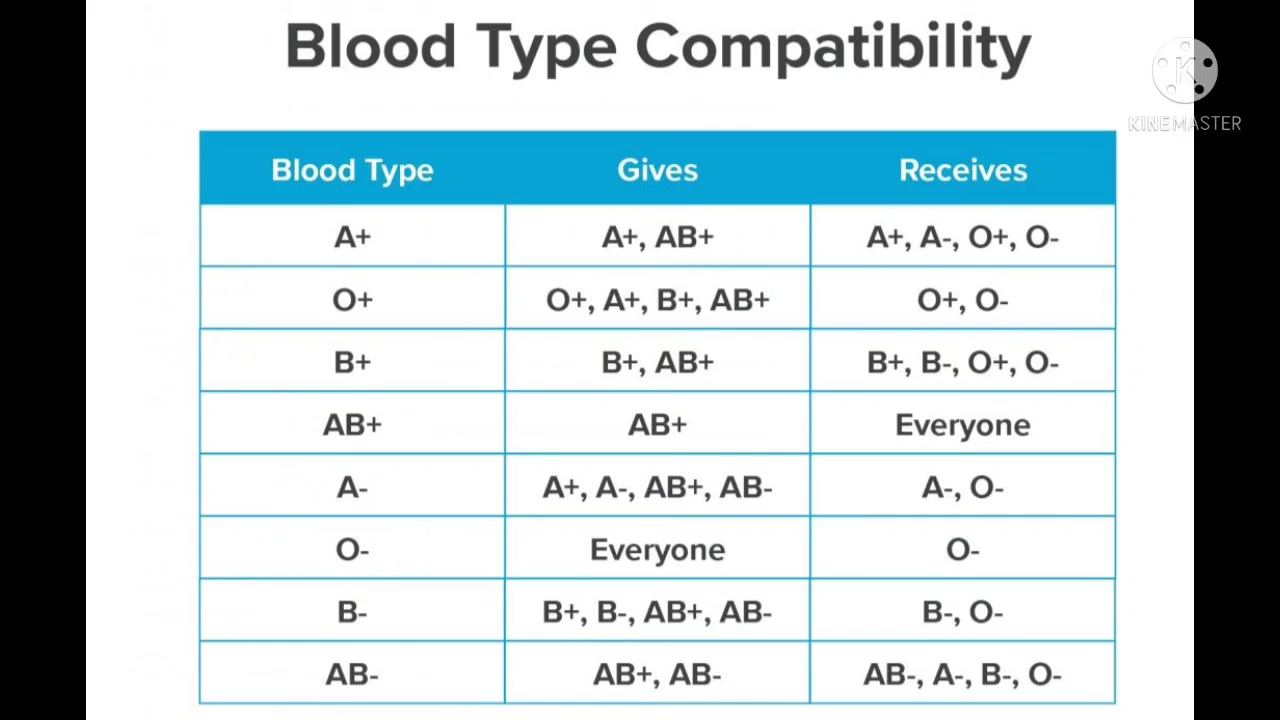 Blood Type Compatibility
K
KINEMASTER
Blood Type Gives Receives
A+ A+, AB+ A+, A-, O+, O-
O+ O+, A+, B+, AB+ O+, O-
B+ B+, AB+ B+, B-, O+, O-
AB+ AB+ Everyone
A- A+, A-, AB+, AB- A-, O-
O- Everyone O-
B- B+, B-, AB+, AB- B-, O-
AB- AB+, AB- AB-, A-, B-, O-